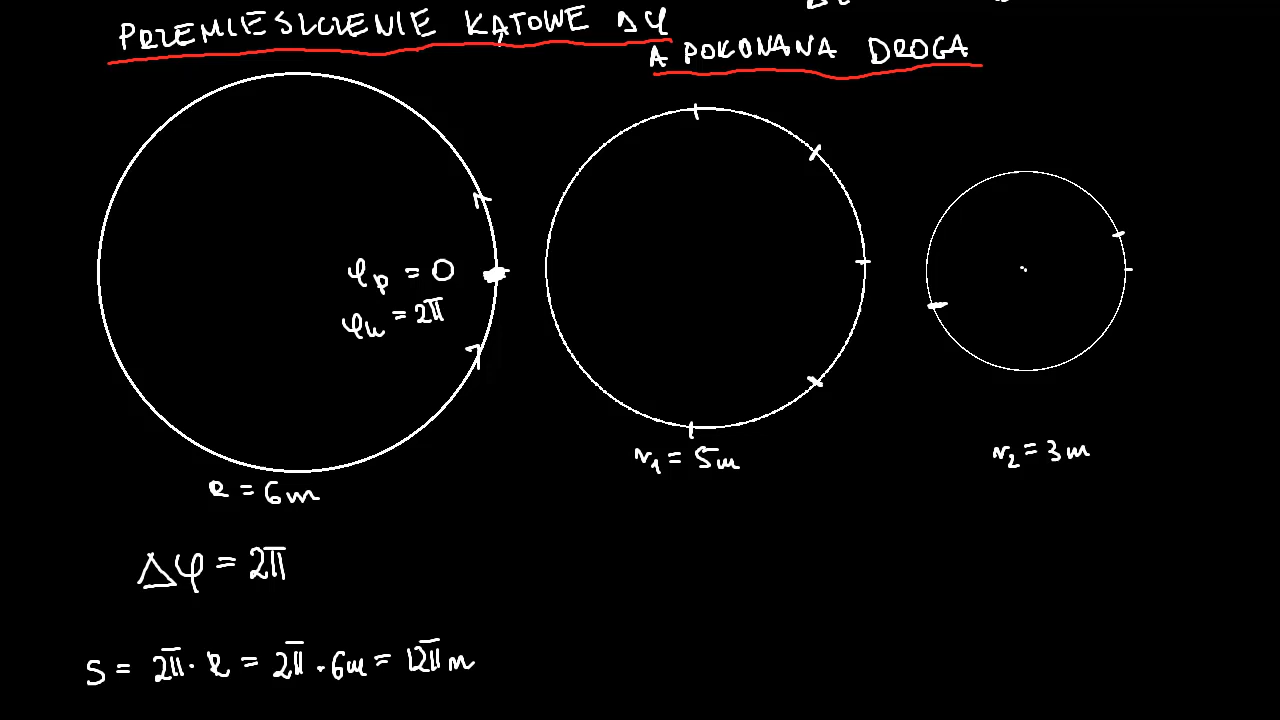 PRZEMIESZCZENIE KĄTOWE Δφ
A POKONANA DROGA
φp = 0
φk = 2π
R = 6m
r1 = 5m
r2 = 3m
Δφ = 2π
S = 2π · R = 2π · 6m = 12π m